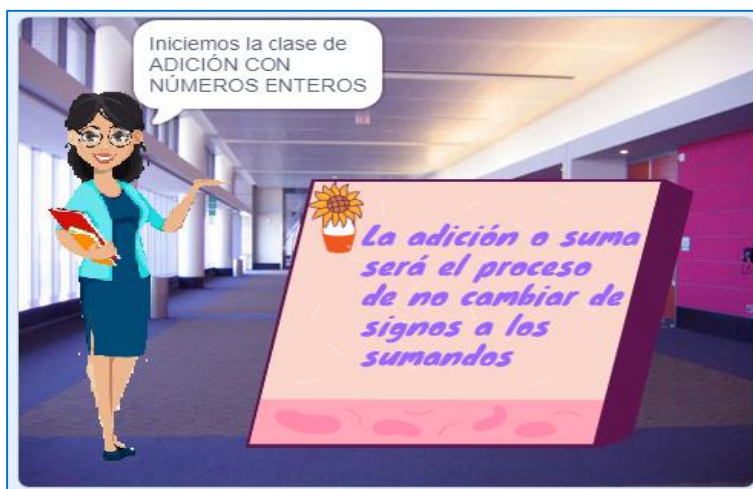 Iniciemos la clase de
ADICIÓN CON
NÚMEROS ENTEROS
La adición o suma
será el proceso
de no cambiar de
signos a los
sumandos